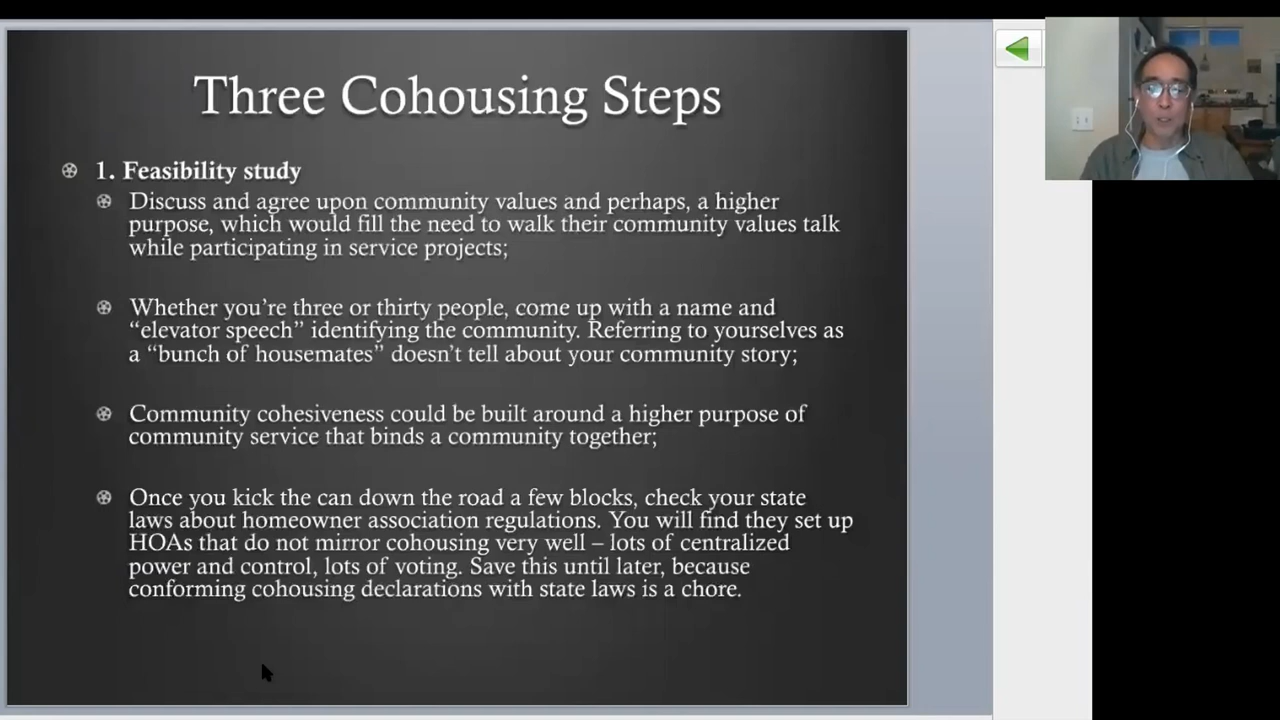 Three Cohousing Steps
1. Feasibility study
Discuss and agree upon community values and perhaps, a higher
purpose, which would fill the need to walk their community values talk
while participating in service projects;
Whether you’re three or thirty people, come up with a name and
“elevator speech” identifying the community. Referring to yourselves as
a “bunch of housemates” doesn’t tell about your community story;
Community cohesiveness could be built around a higher purpose of
community service that binds a community together;
Once you kick the can down the road a few blocks, check your state
laws about homeowner association regulations. You will find they set up
HOAs that do not mirror cohousing very well – lots of centralized
power and control, lots of voting. Save this until later, because
conforming cohousing declarations with state laws is a chore.